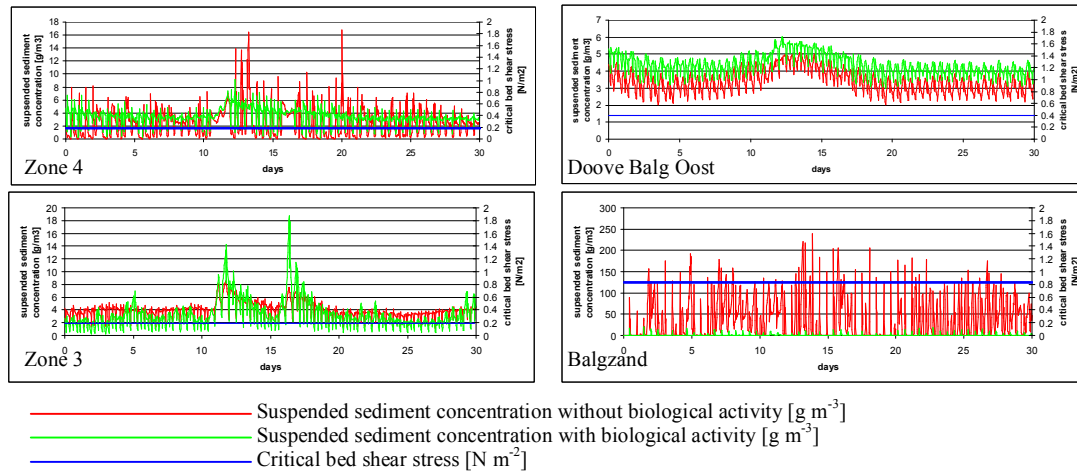 supsended sediment
concentration [g/m3]
18
16
14
12
10
8
6
4
2
0
2
1.8
1.6
1.4
1.2
1
0.8
0.6
0.4
0.2
0
critical bed shear stress
[N/m2]
0 5 10 15 20 25 30
days
Zone 4
supsended sediment
concentration [g/m3]
7
6
5
4
3
2
1
0
2
1.8
1.6
1.4
1.2
1
0.8
0.6
0.4
0.2
0
critical bed shear stress
[N/m2]
0 5 10 15 20 25 30
days
Doove Balg Oost
supsended sediment
concentration [g/m3]
20
18
16
14
12
10
8
6
4
2
0
2
1.8
1.6
1.4
1.2
1
0.8
0.6
0.4
0.2
0
critical bed shear stress
[N/m2]
0 5 10 15 20 25 30
days
Zone 3
supsended sediment
concentration [g/m3]
300
250
200
150
100
50
0
2
1.8
1.6
1.4
1.2
1
0.8
0.6
0.4
0.2
0
critical bed shear stress
[N/m2]
0 5 10 15 20 25 30
days
Balgzand
Suspended sediment concentration without biological activity [g m-3]
Suspended sediment concentration with biological activity [g m-3]
Critical bed shear stress [N m-2]